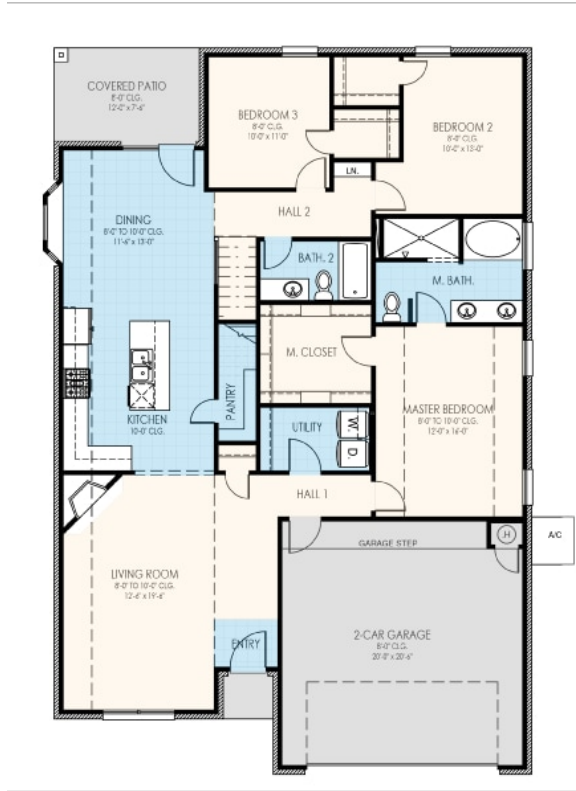 COVERED PATIO
8'-0" CLG.
12'-0" x 7'-6"
BEDROOM 3
8'-0" CLG.
10'-0" x 11'-0"
BEDROOM 2
8'-0" CLG.
10'-0" x 13'-0"
LN.
DINING
8'-0" TO 10'-0" CLG.
11'-6" x 13'-0"
HALL 2
BATH. 2
M. BATH.
M. CLOSET
PANTRY
MASTER BEDROOM
8'-0" TO 10'-0" CLG.
12'-0" x 16'-0"
KITCHEN
10'-0" CLG.
UTILITY
W.
D.
HALL 1
GARAGE STEP
.H
A/C
LIVING ROOM
8'-0" TO 10'-0" CLG.
12'-6" x 19'-6"
ENTRY
2-CAR GARAGE
8'-0" CLG.
20'-0" x 20'-6"